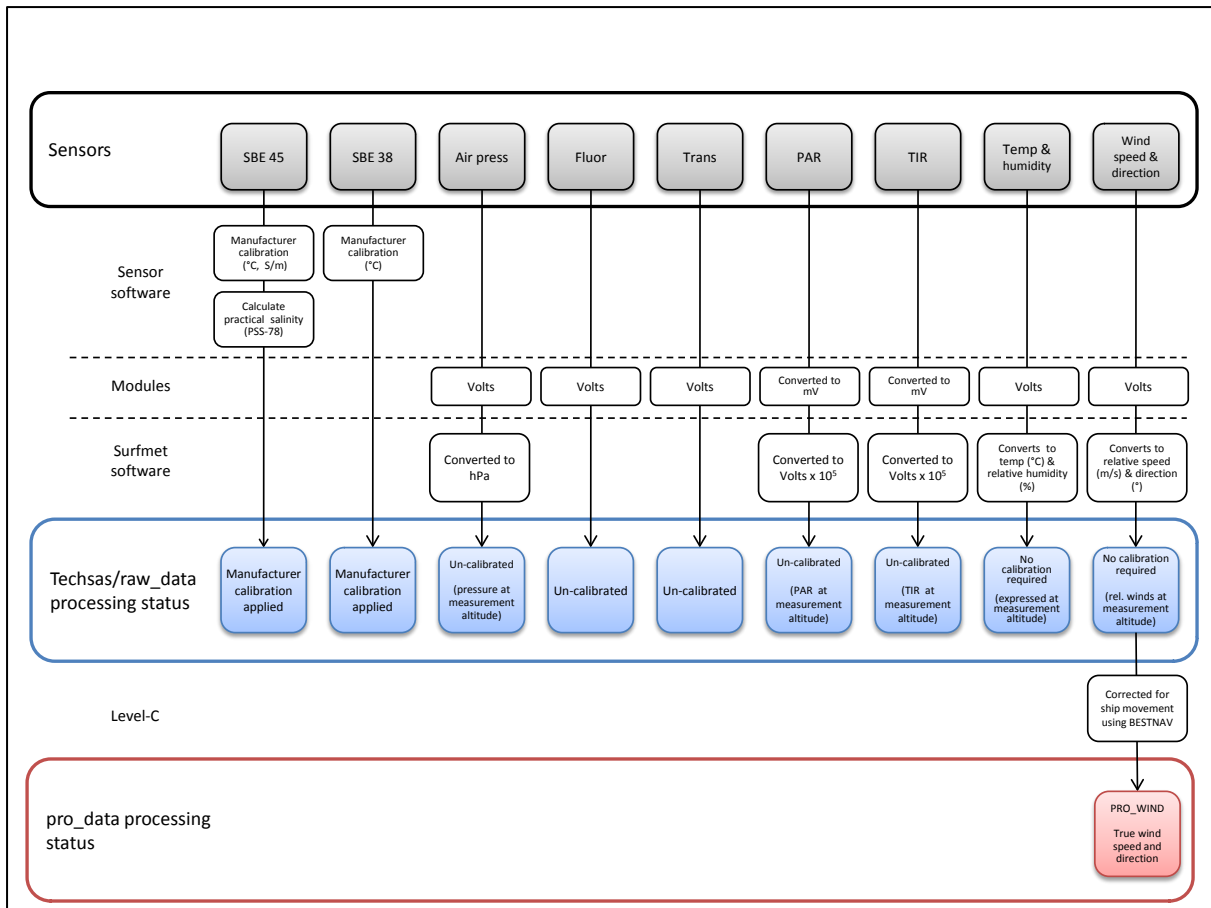 Sensors
SBE 45
SBE 38
Air press
Fluor
Trans
PAR
TIR
Temp &
humidity
Wind
speed &
direction
Sensor
software
Manufacturer
calibration
(°C, S/m)
Manufacturer
calibration
(°C)
Calculate
practical salinity
(PSS-78)
Modules
Volts
Volts
Volts
Converted to
mV
Converted to
mV
Volts
Volts
Surfmet
software
Converted to
hPa
Converted to
Volts x 10⁵
Converted to
Volts x 10⁵
Converts to
temp (°C) &
relative humidity
(%)
Converts to
relative speed
(m/s) & direction
(°)
Techsas/raw_data
processing status
Manufacturer
calibration
applied
Manufacturer
calibration
applied
Un-calibrated
(pressure at
measurement
altitude)
Un-calibrated
Un-calibrated
Un-calibrated
(PAR at
measurement
altitude)
Un-calibrated
(TIR at
measurement
altitude)
No
calibration
required
(expressed at
measurement
altitude)
No calibration
required
(rel. winds at
measurement
altitude)
Level-C
Corrected for
ship movement
using BESTNAV
pro_data processing
status
PRO_WIND
True wind
speed and
direction